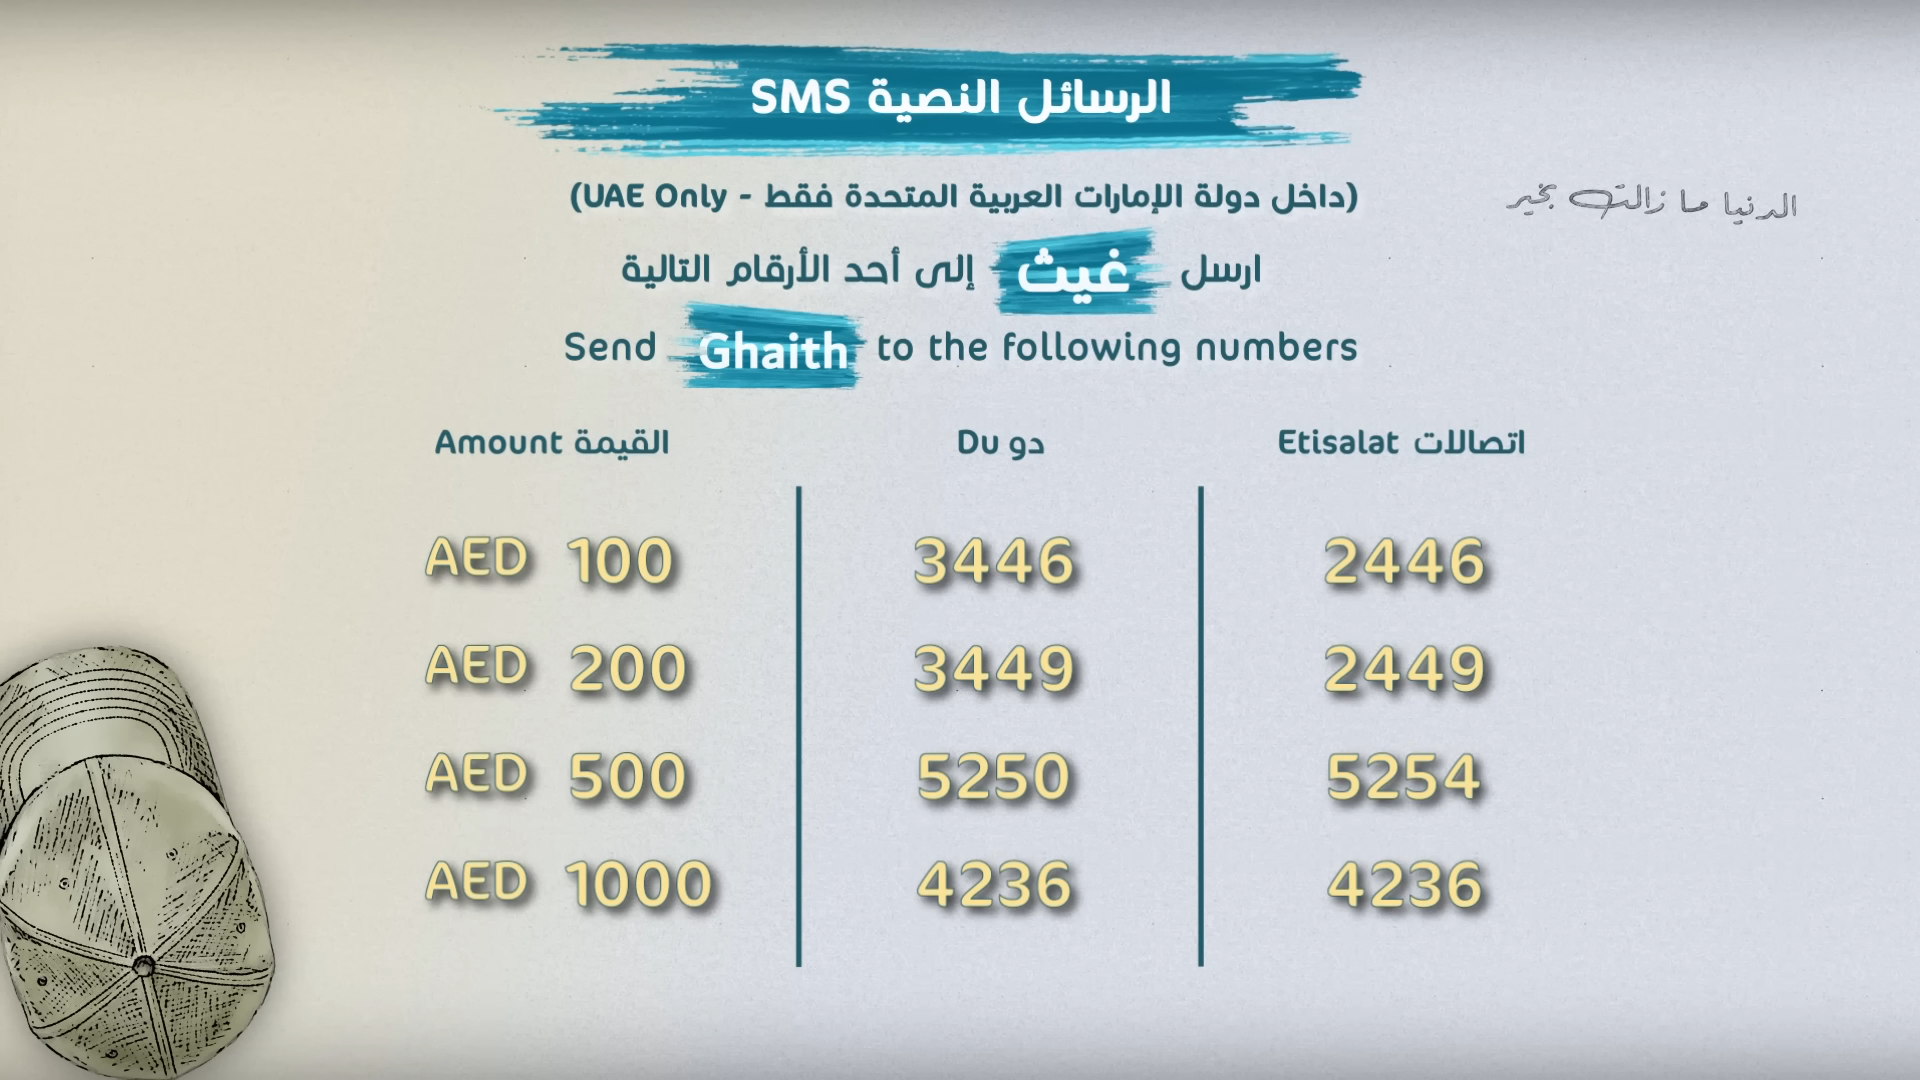 الرسائل النصية SMS
(داخل دولة الإمارات العربية المتحدة فقط - UAE Only)
الدنيا ما زالت بخير
ارسل غيث إلى أحد الأرقام التالية
Send Ghaith to the following numbers
Amount القيمة Du دو Etisalat اتصالات
AED 100 3446 2446
AED 200 3449 2449
AED 500 5250 5254
AED 1000 4236 4236